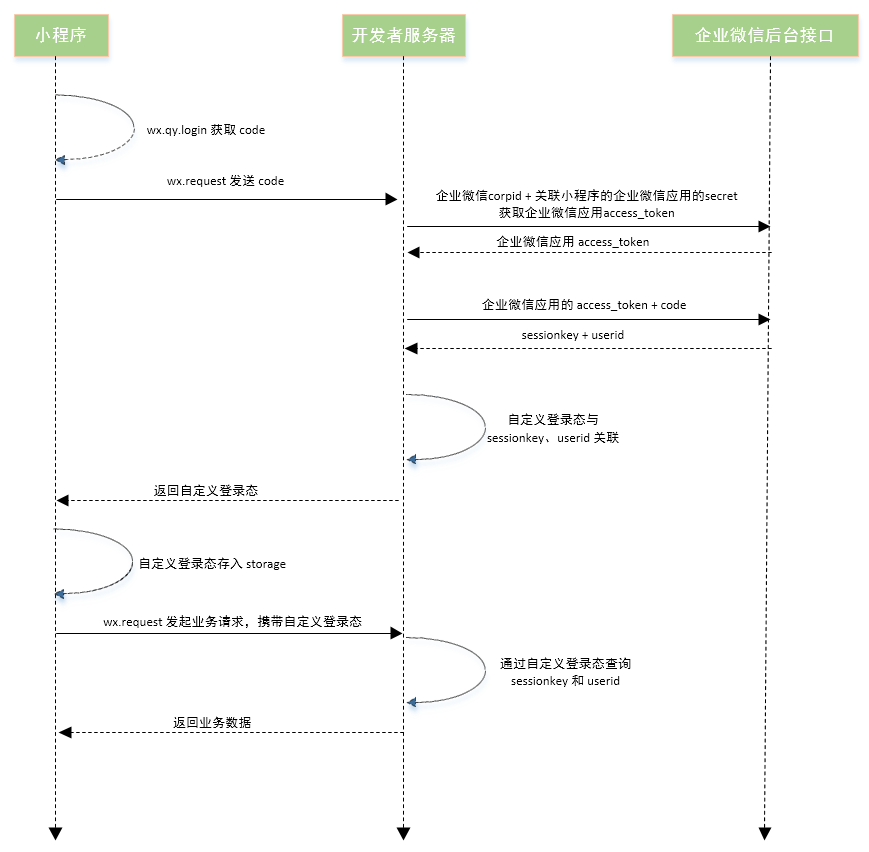 小程序
开发者服务器
企业微信后台接口
wx.qy.login 获取 code
wx.request 发送 code
企业微信corpid + 关联小程序的企业微信应用的secret
获取企业微信应用access_token
企业微信应用 access_token
企业微信应用的 access_token + code
sessionkey + userid
自定义登录态与
sessionkey、userid 关联
返回自定义登录态
自定义登录态存入 storage
wx.request 发起业务请求，携带自定义登录态
通过自定义登录态查询
sessionkey 和 userid
返回业务数据